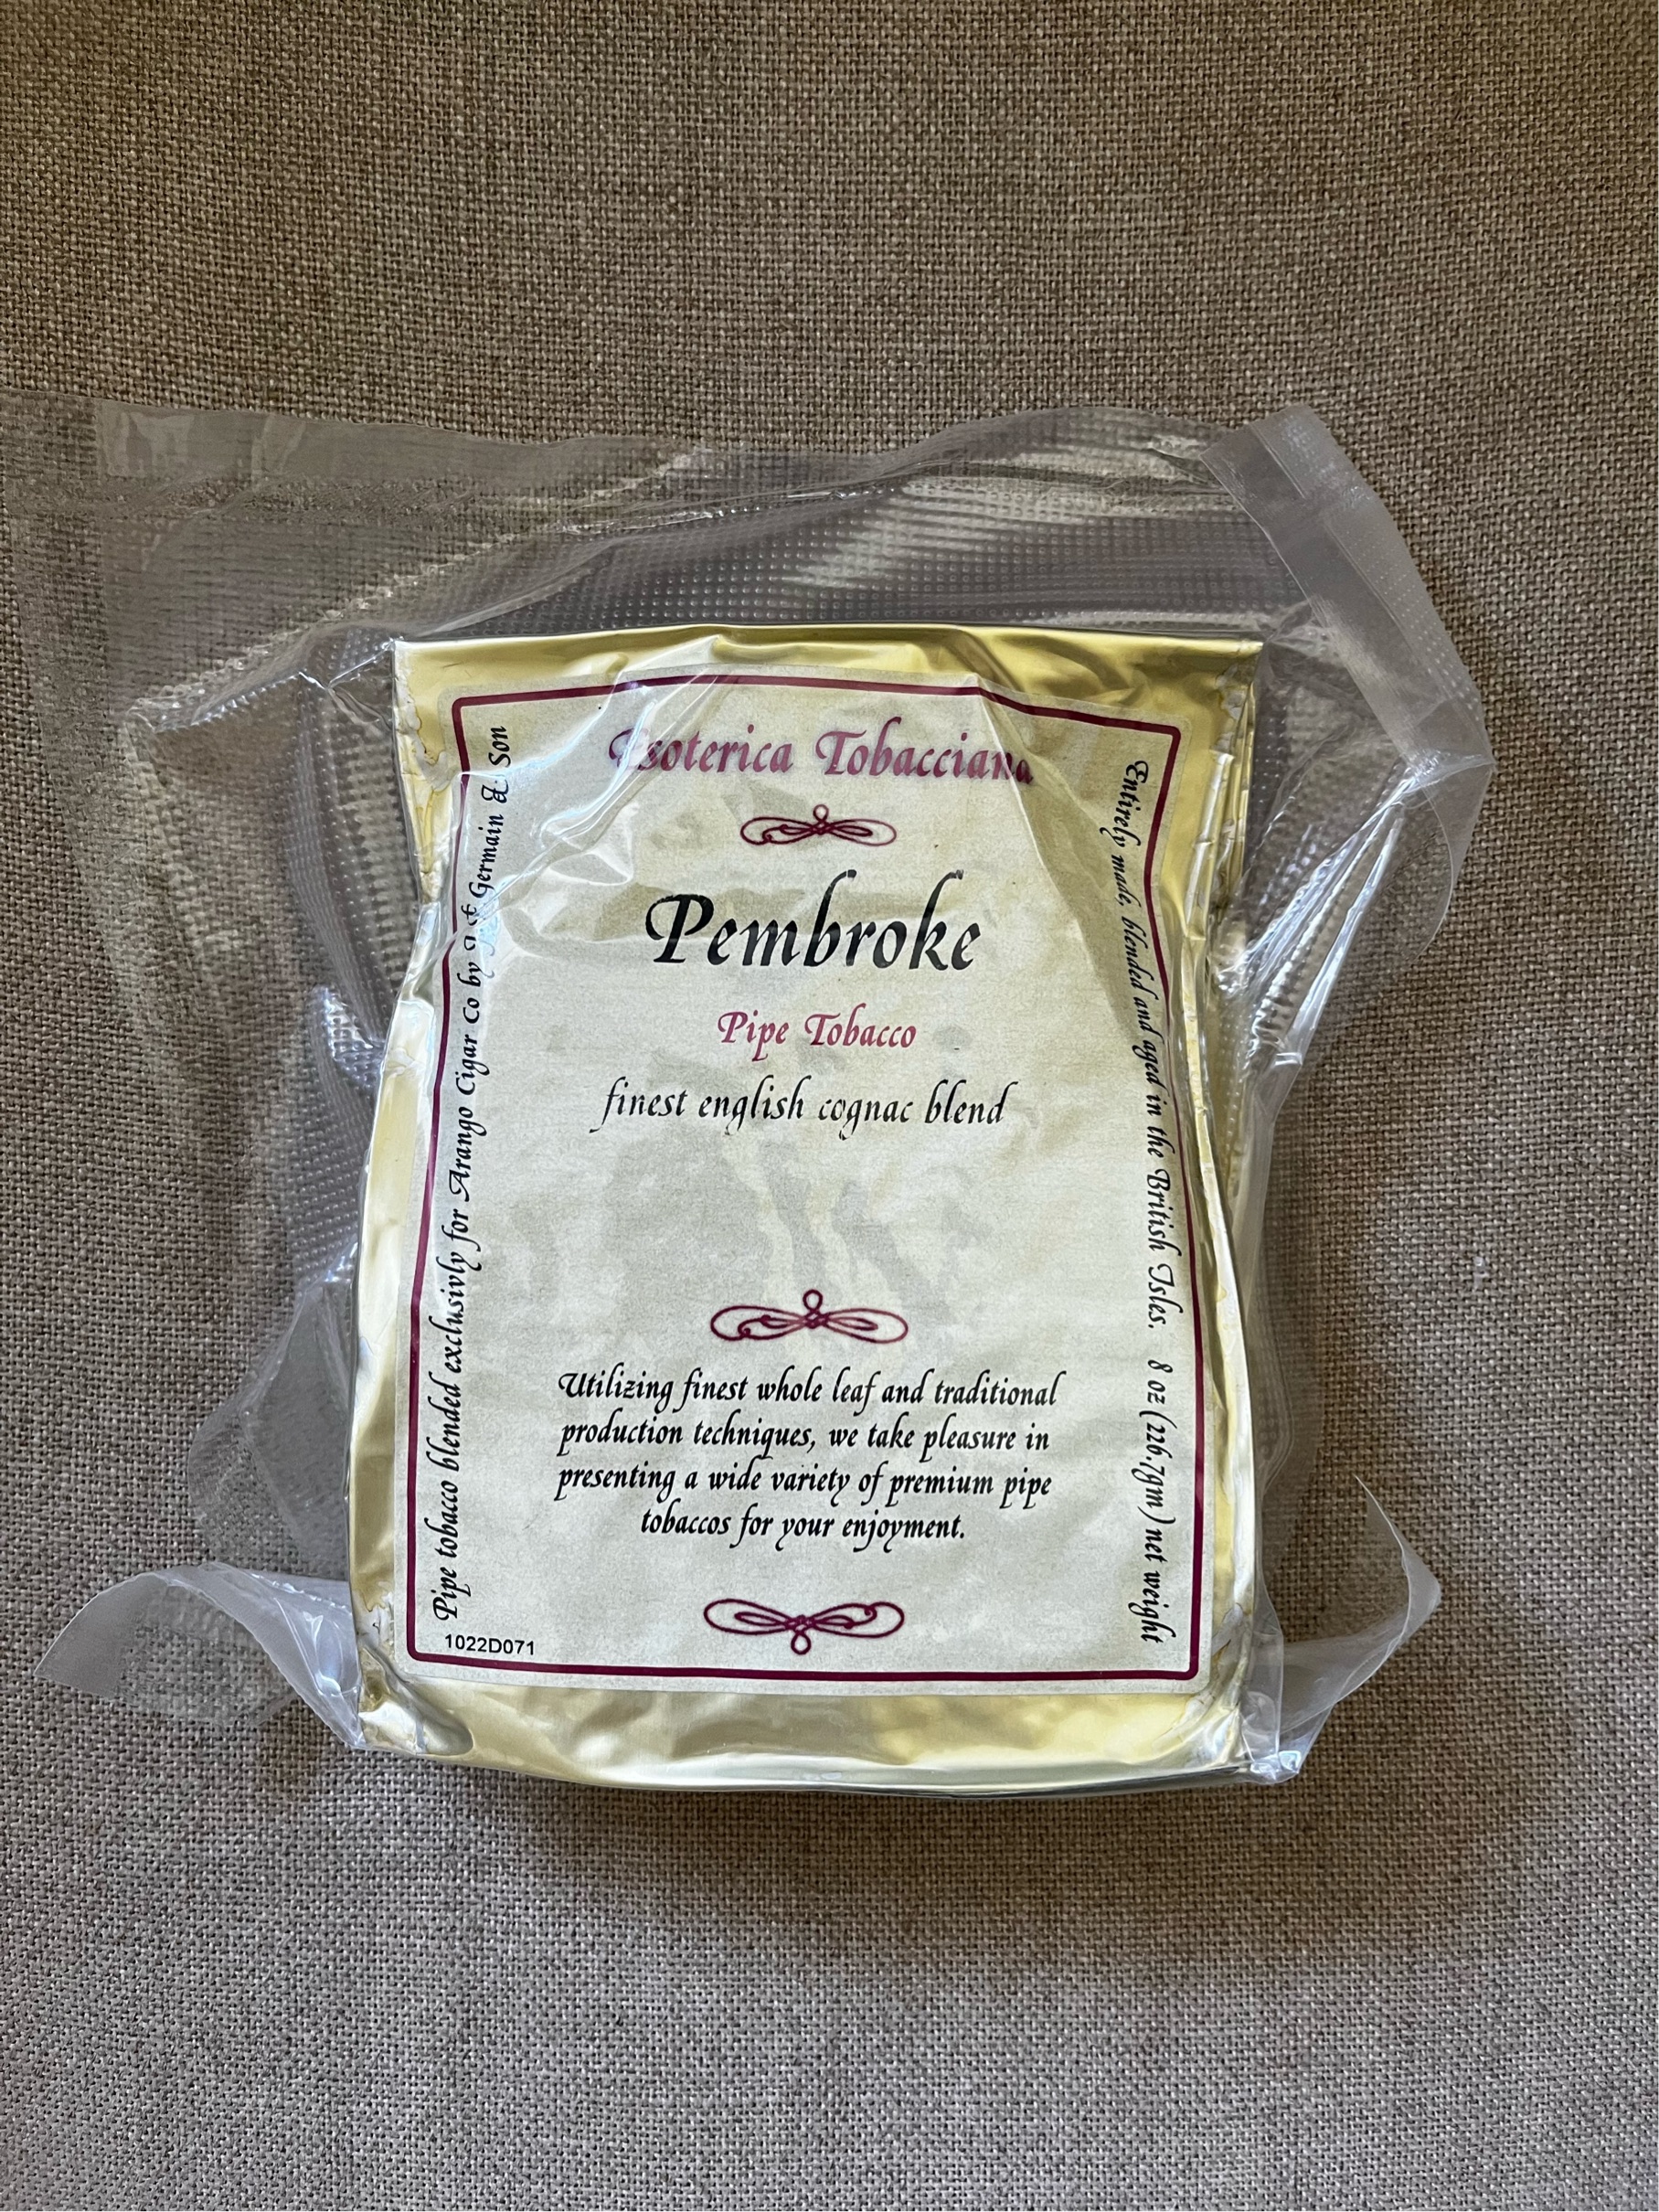 Esoterica Tobacciana
Pembroke
Pipe Tobacco
finest english cognac blend
Utilizing finest whole leaf and traditional
production techniques, we take pleasure in
presenting a wide variety of premium pipe
tobaccos for your enjoyment.
1022D071
Pipe tobacco blended exclusivly for Arango Cigar Co by Germain & Son
Entirely made, blended and aged in the British Isles. 8 oz (226.7gm) net weight